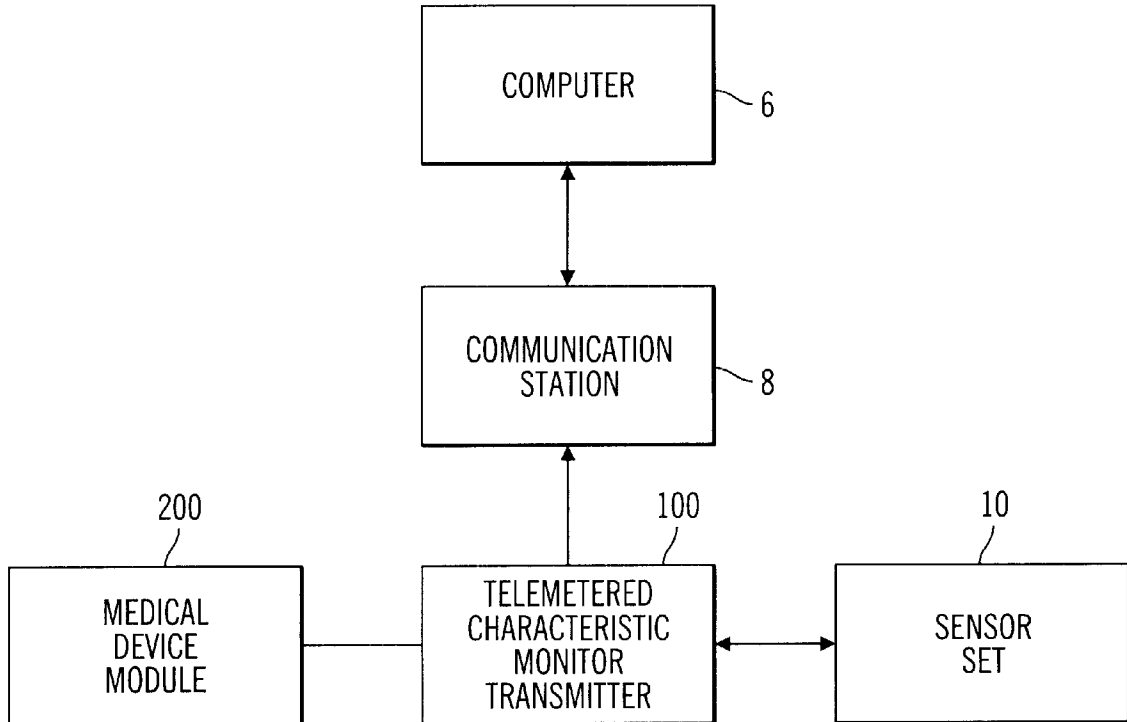 COMPUTER
6
COMMUNICATION
STATION
8
200
100
10
MEDICAL
DEVICE
MODULE
TELEMETERED
CHARACTERISTIC
MONITOR
TRANSMITTER
SENSOR
SET